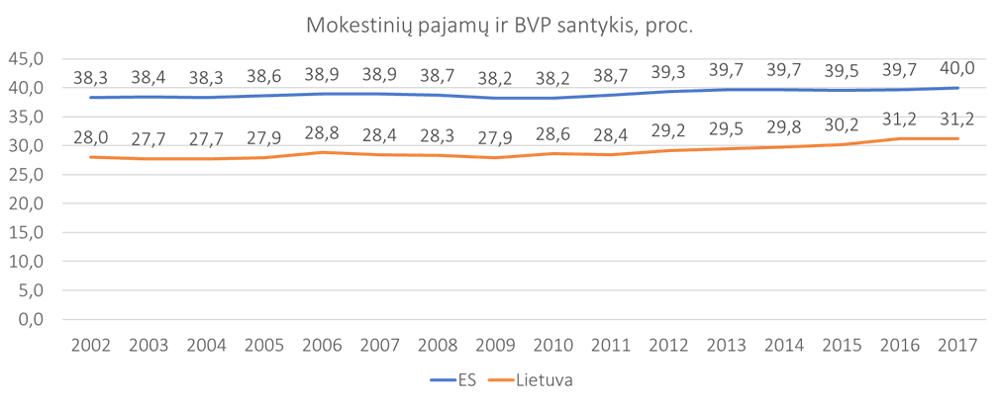 Mokestinių pajamų ir BVP santykis, proc.
45,0
40,0
35,0
30,0
25,0
20,0
15,0
10,0
5,0
0,0
38,3 38,4 38,3 38,6 38,9 38,9 38,7 38,2 38,2 38,7 39,3 39,7 39,7 39,5 39,7 40,0
28,0 27,7 27,7 27,9 28,8 28,4 28,3 27,9 28,6 28,4 29,2 29,5 29,8 30,2 31,2 31,2
2002 2003 2004 2005 2006 2007 2008 2009 2010 2011 2012 2013 2014 2015 2016 2017
ES Lietuva